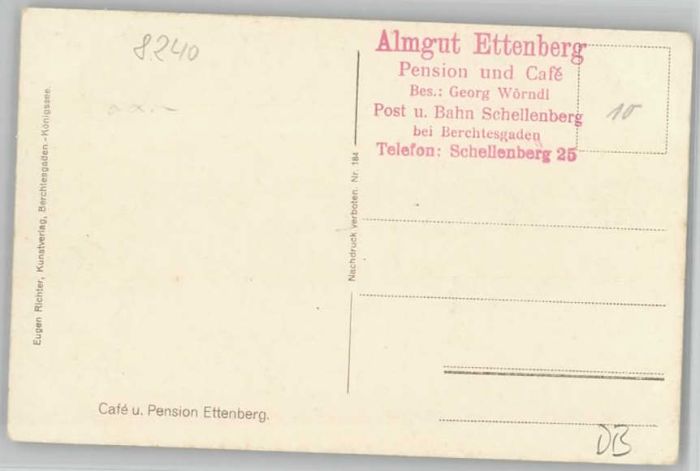 8240
Almgut Ettenberg
Pension und Café
Bes.: Georg Wörndl
Post u. Bahn Schellenberg
bei Berchtesgaden
Telefon: Schellenberg 25
10
Eugen Richter, Kunstverlag, Berchtesgaden-Königssee.
Nachdruck verboten. Nr. 184
Café u. Pension Ettenberg.
DB